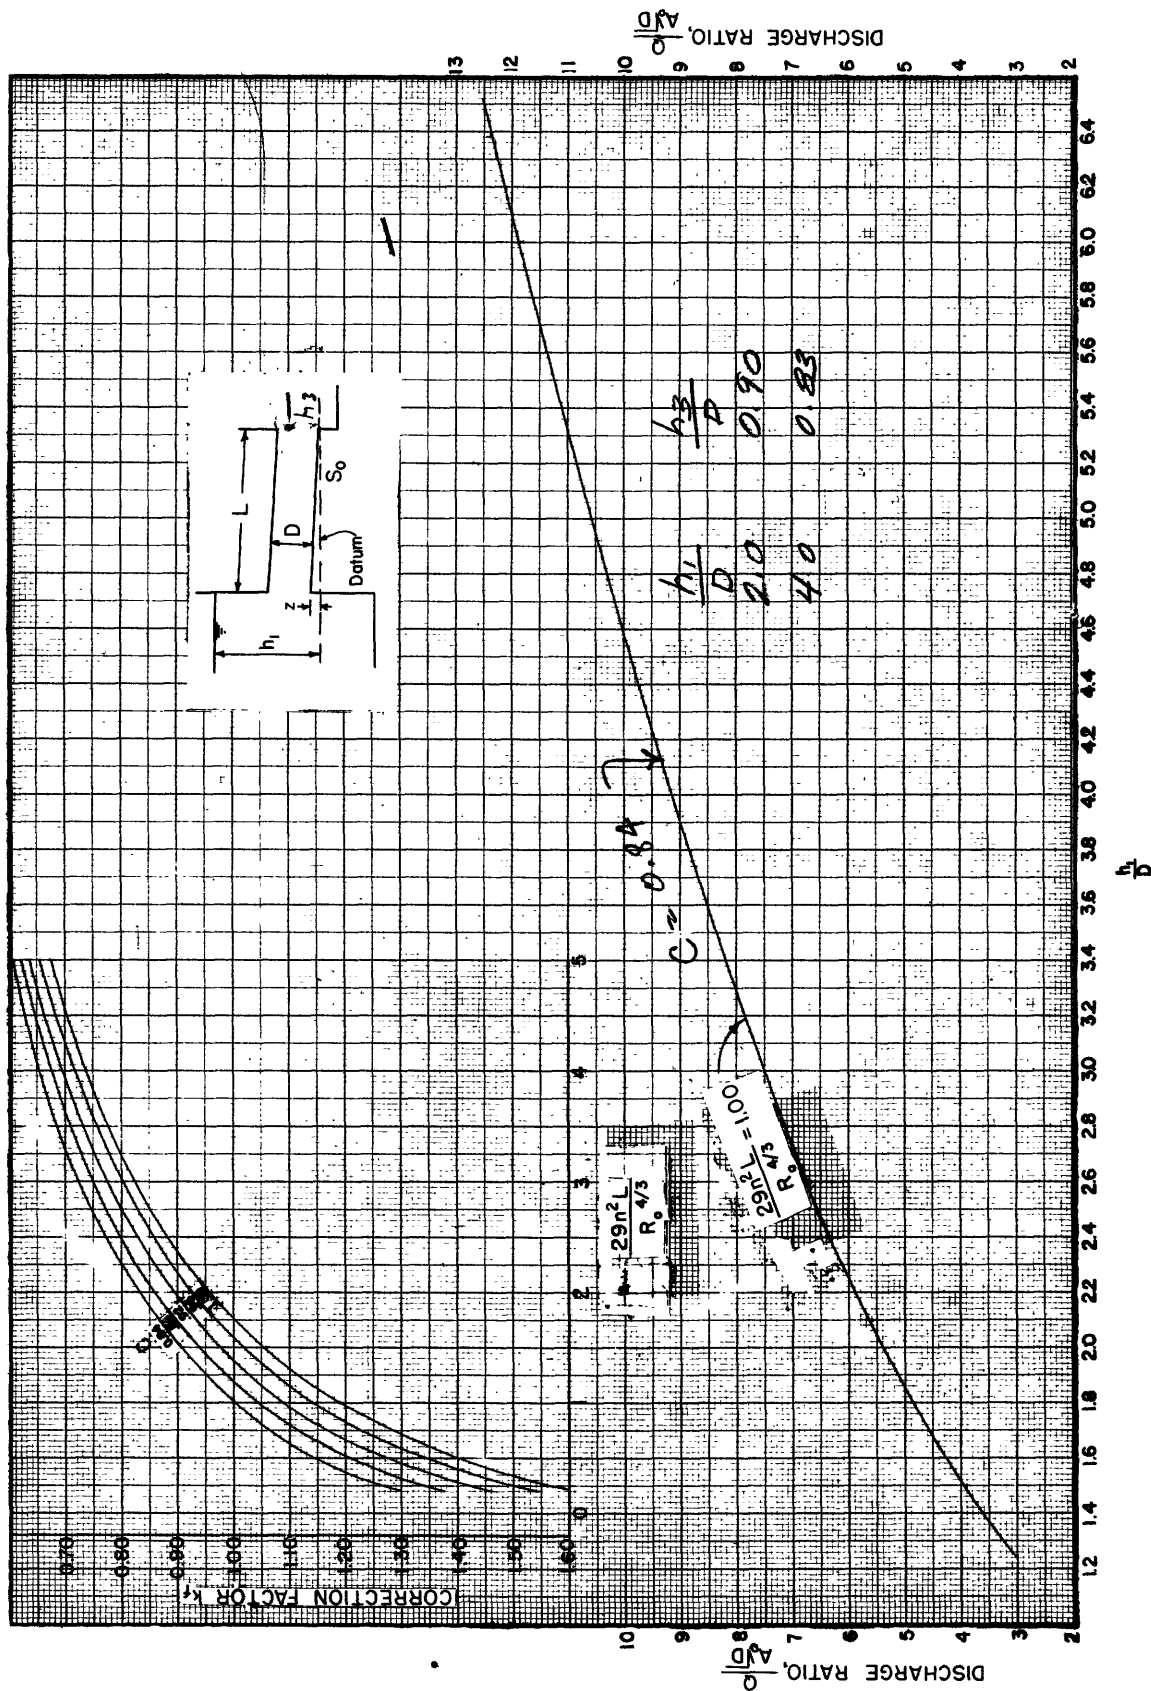 DISCHARGE RATIO, Q/A₀√D
13
12
11
10
9
8
7
6
5
4
3
2
CORRECTION FACTOR kf
0.70
0.80
0.90
1.00
1.10
1.20
1.30
1.40
1.50
1.60
0
1
2
3
4
5
29n²L
R₀ 4/3
C
h₁
z
L
D
h3
S₀
Datum
29n²L = 1.00
R₀ 4/3
C ~ 0.84
h₁/D h3/D
2.0 0.90
4.0 0.83
DISCHARGE RATIO, Q/A₀√D
10
9
8
7
6
5
4
3
2
1.2 1.4 1.6 1.8 2.0 2.2 2.4 2.6 2.8 3.0 3.2 3.4 3.6 3.8 4.0 4.2 4.4 4.6 4.8 5.0 5.2 5.4 5.6 5.8 6.0 6.2 6.4
h₁/D